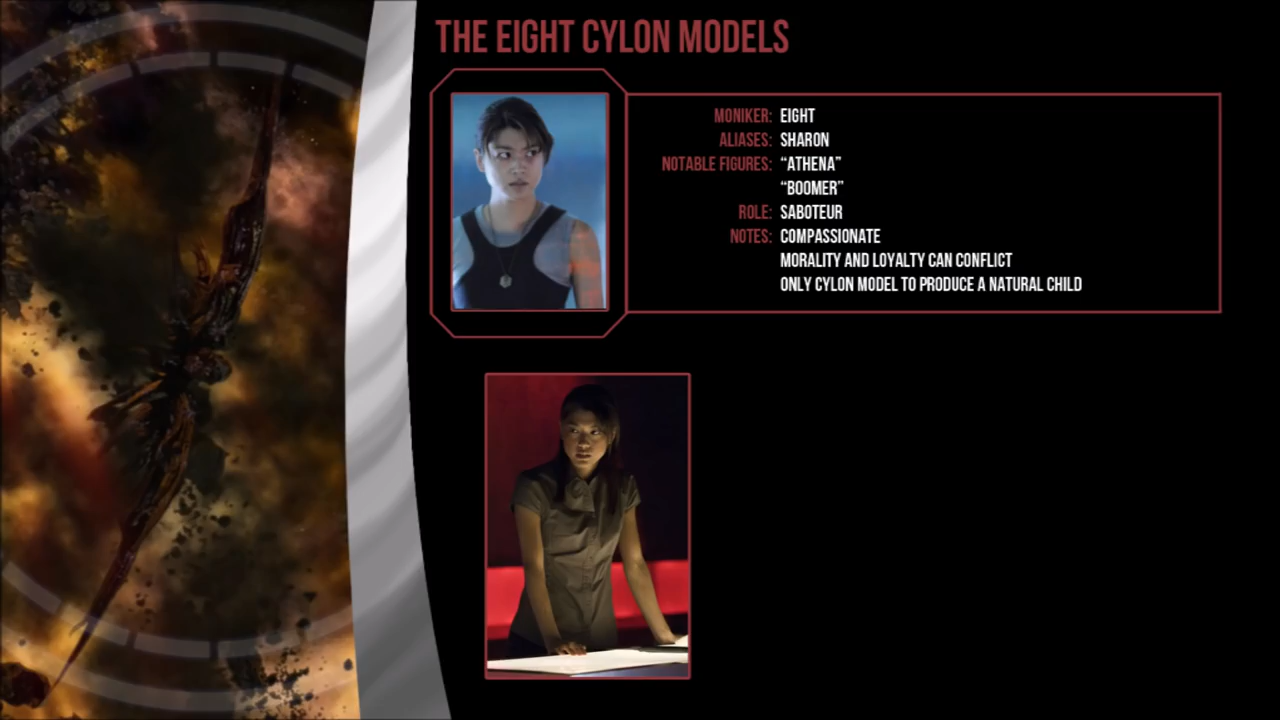 THE EIGHT CYLON MODELS
MONIKER: EIGHT
ALIASES: SHARON
NOTABLE FIGURES: “ATHENA”
“BOOMER”
ROLE: SABOTEUR
NOTES: COMPASSIONATE
MORALITY AND LOYALTY CAN CONFLICT
ONLY CYLON MODEL TO PRODUCE A NATURAL CHILD